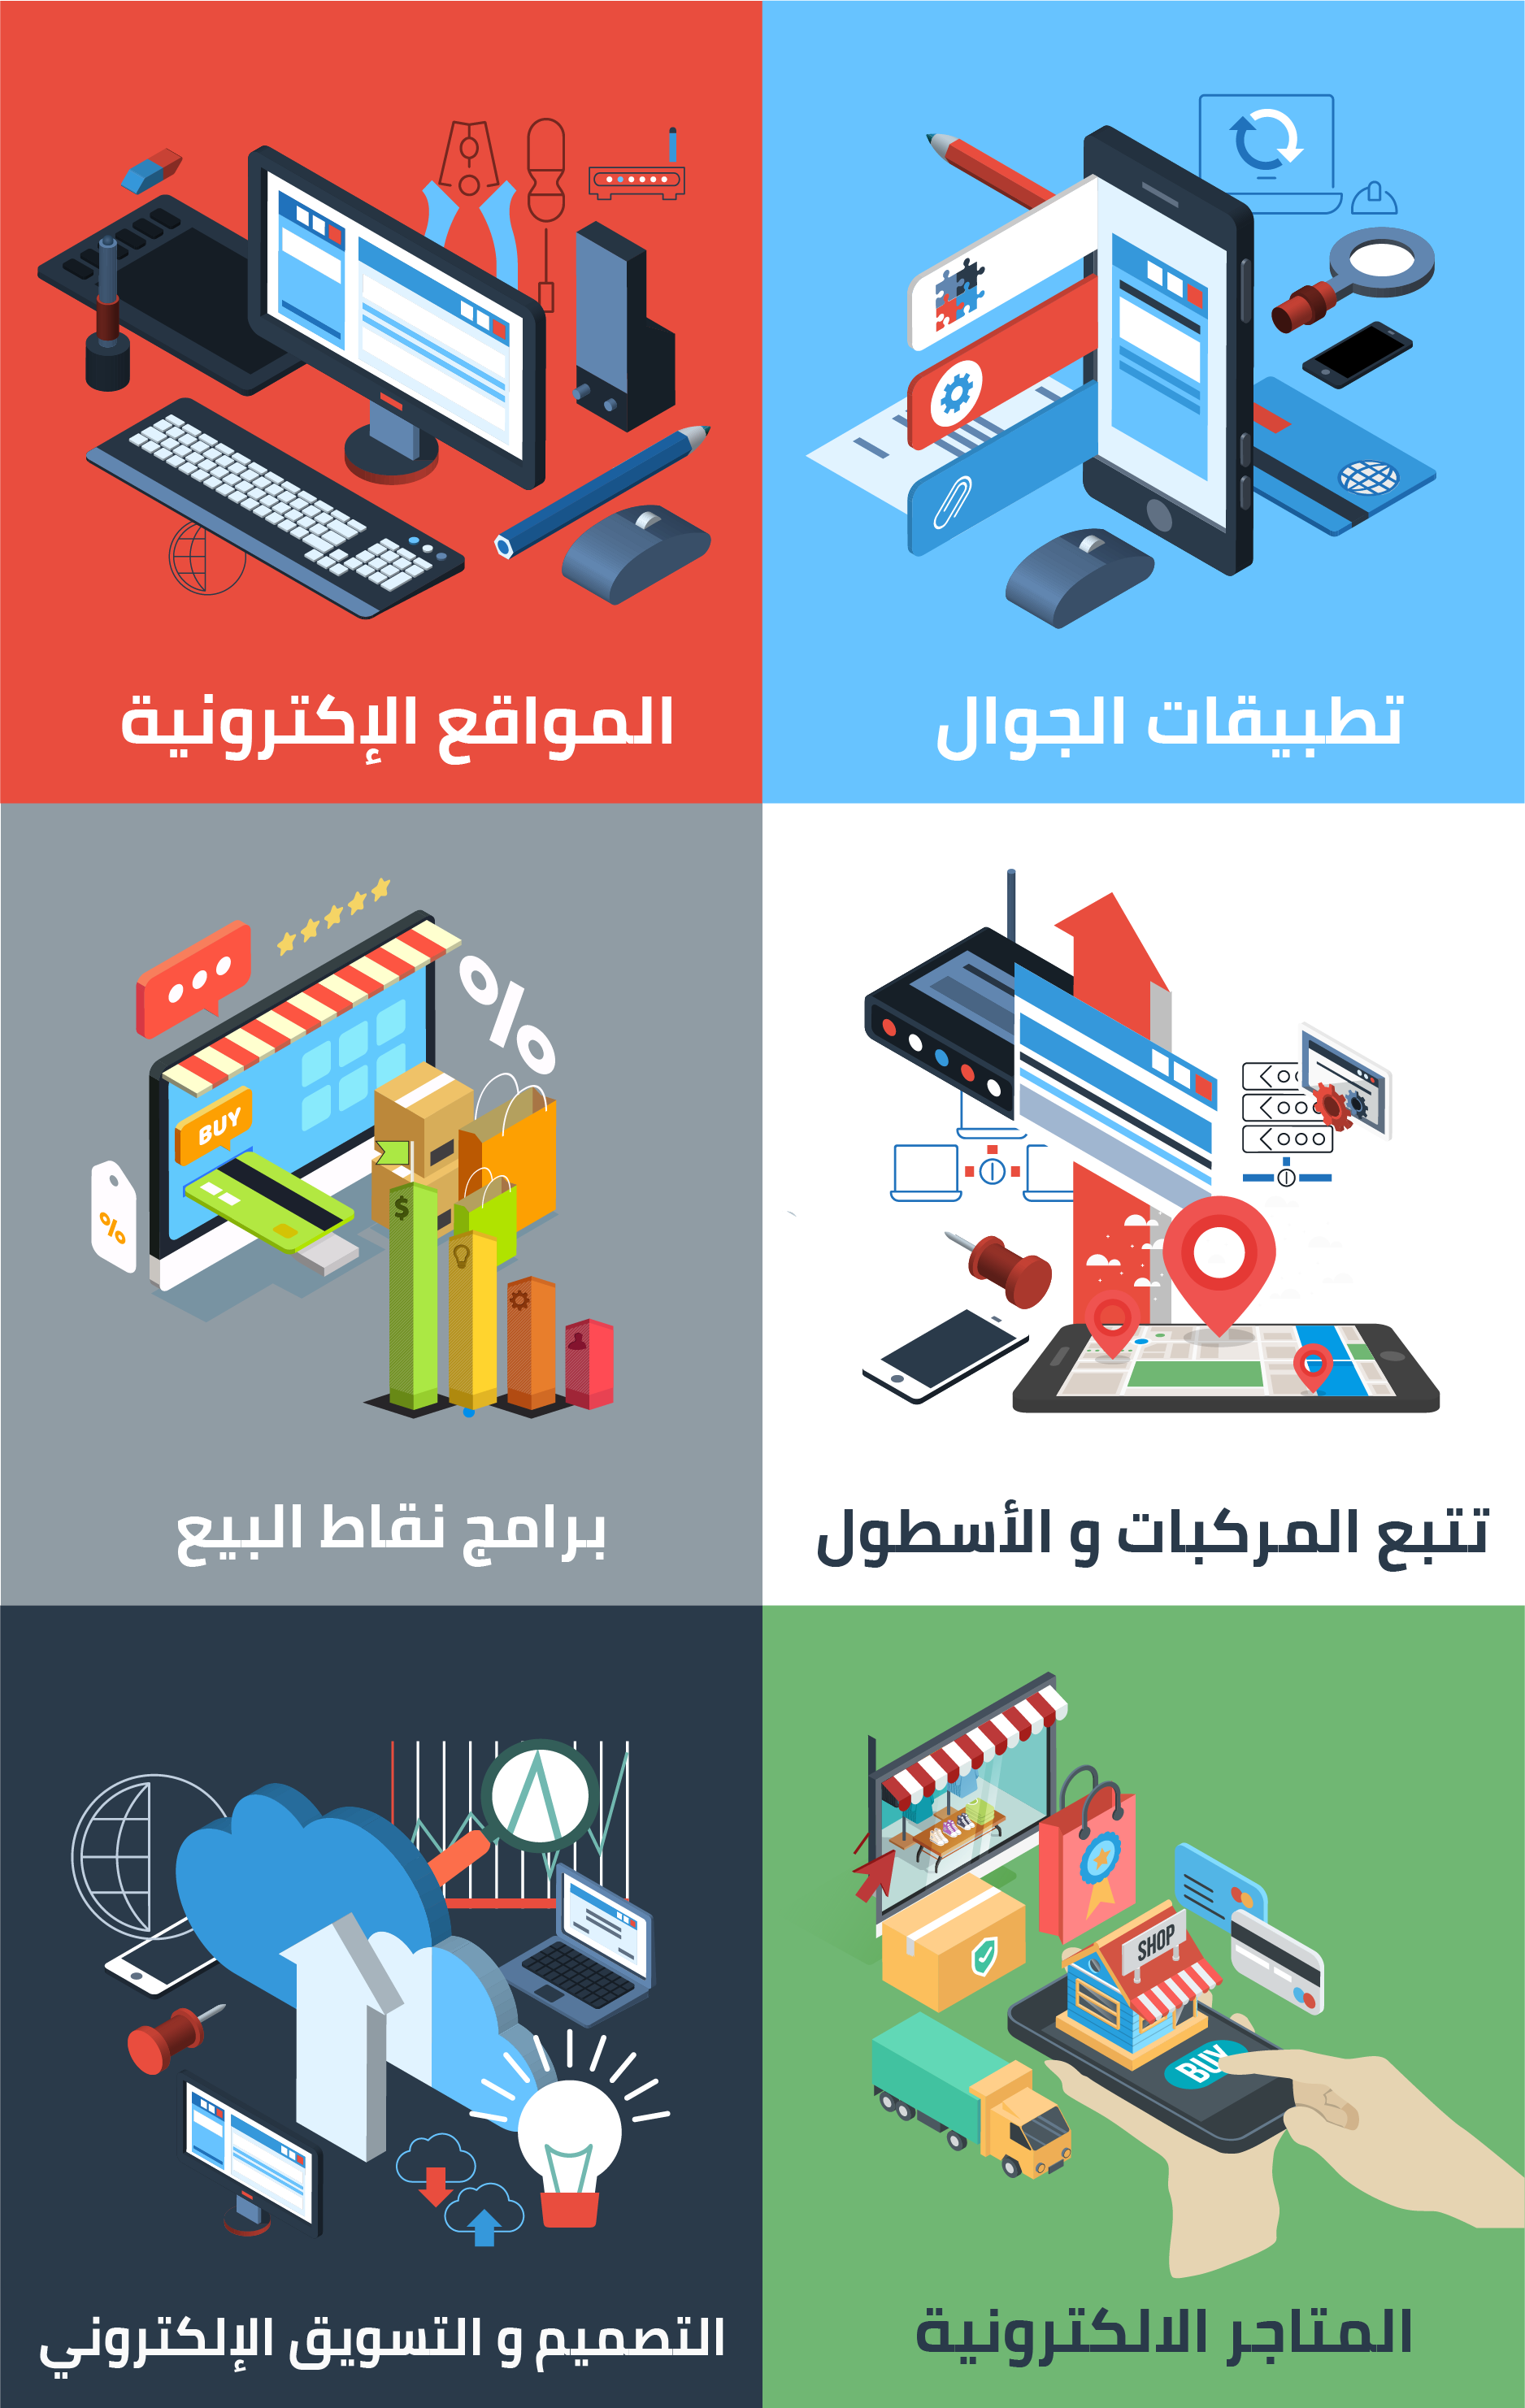 تطبيقات الجوال
المواقع الإكترونية
تتبع المركبات و الأسطول
BUY
%
%
$
برامج نقاط البيع
SHOP
BUY
المتاجر الالكترونية
التصميم و التسويق الإلكتروني